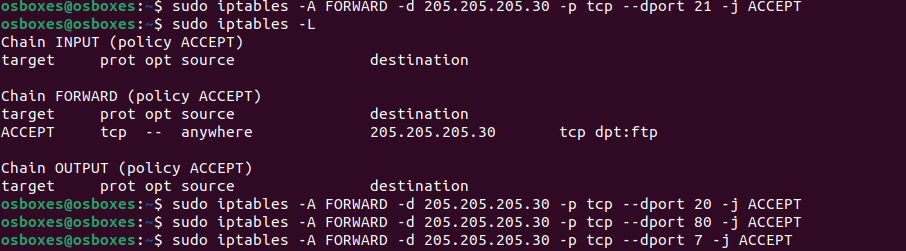 osboxes@osboxes:~$ sudo iptables -A FORWARD -d 205.205.205.30 -p tcp --dport 21 -j ACCEPT
osboxes@osboxes:~$ sudo iptables -L
Chain INPUT (policy ACCEPT)
target     prot opt source               destination

Chain FORWARD (policy ACCEPT)
target     prot opt source               destination
ACCEPT     tcp  --  anywhere             205.205.205.30       tcp dpt:ftp

Chain OUTPUT (policy ACCEPT)
target     prot opt source               destination
osboxes@osboxes:~$ sudo iptables -A FORWARD -d 205.205.205.30 -p tcp --dport 20 -j ACCEPT
osboxes@osboxes:~$ sudo iptables -A FORWARD -d 205.205.205.30 -p tcp --dport 80 -j ACCEPT
osboxes@osboxes:~$ sudo iptables -A FORWARD -d 205.205.205.30 -p tcp --dport 7 -j ACCEPT